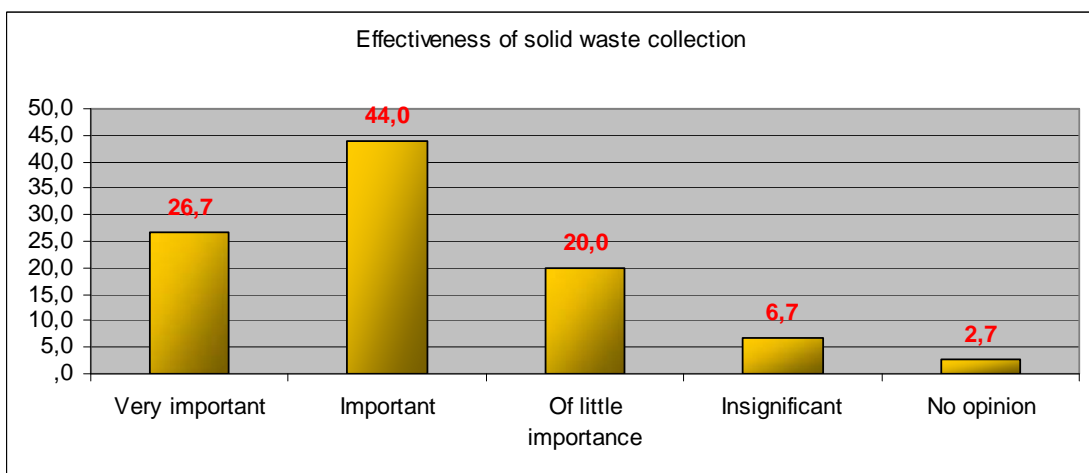 Effectiveness of solid waste collection
50,0
45,0
40,0
35,0
30,0
25,0
20,0
15,0
10,0
5,0
,0
26,7
44,0
20,0
6,7
2,7
Very important
Important
Of little
importance
Insignificant
No opinion